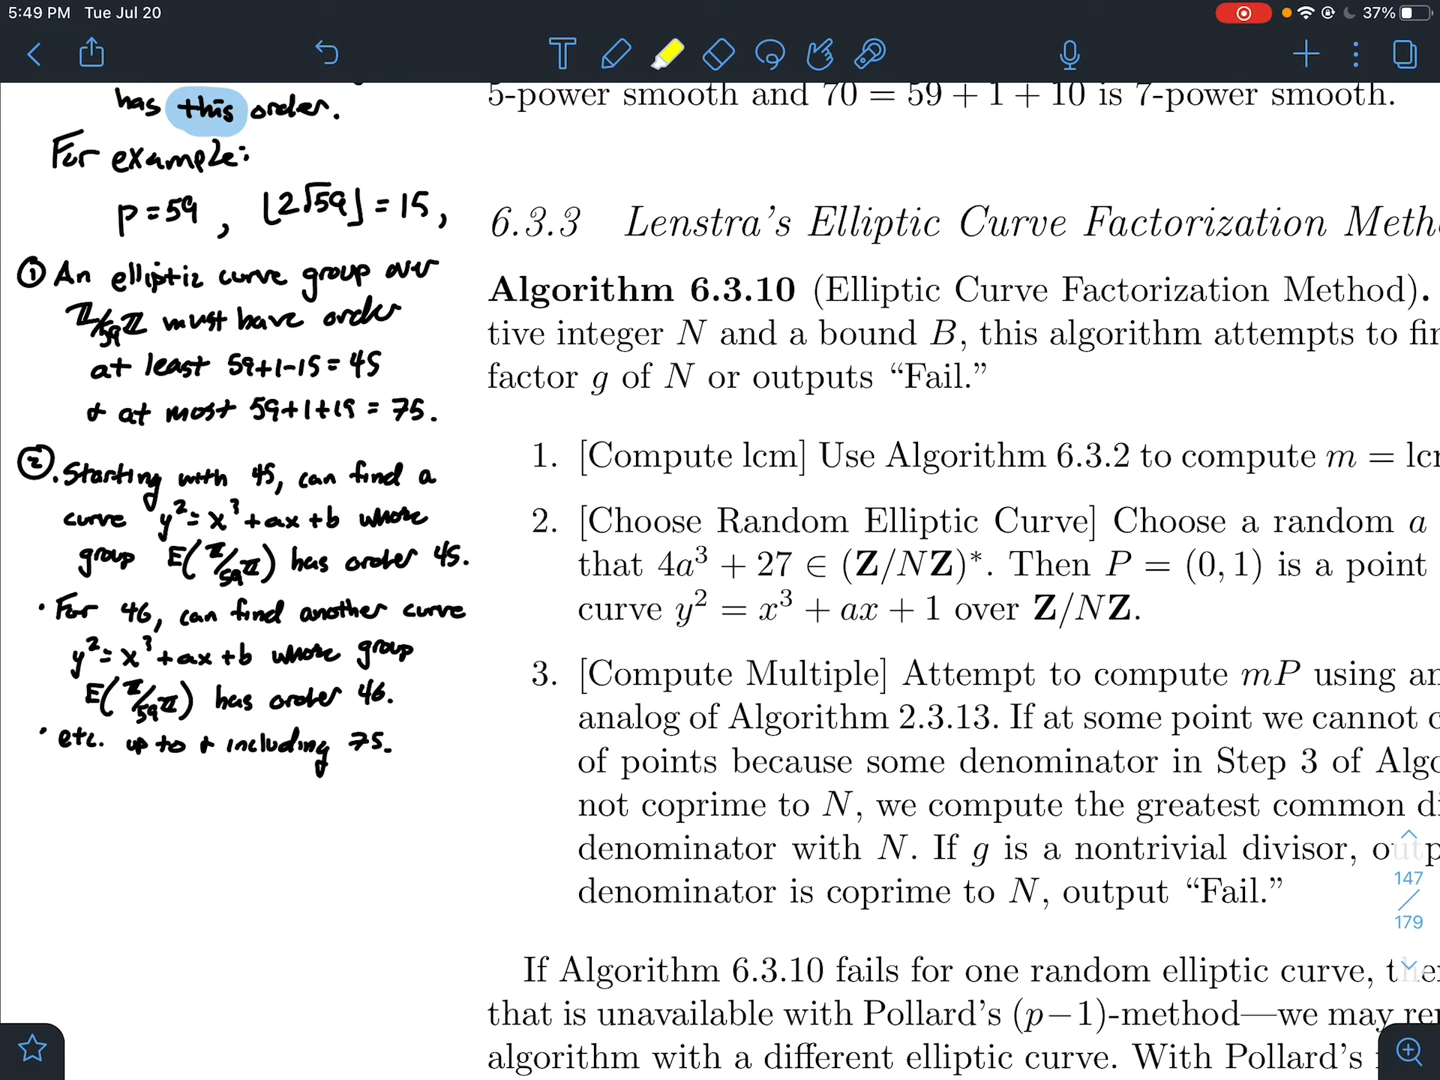 5:49 PM Tue Jul 20
37%
has this order.
For example:
p=59, ⌊2√59⌋=15,
① An elliptic curve group over
ℤ/59ℤ must have order
at least 59+1-15=45
& at most 59+1+15=75.
②. Starting with 45, can find a
curve y²=x³+ax+b whose
group E(ℤ/59ℤ) has order 45.
• For 46, can find another curve
y²=x³+ax+b whose group
E(ℤ/59ℤ) has order 46.
• etc. up to & including 75.
5-power smooth and 70 = 59 + 1 + 10 is 7-power smooth.
6.3.3 Lenstra's Elliptic Curve Factorization Meth
Algorithm 6.3.10 (Elliptic Curve Factorization Method).
tive integer N and a bound B, this algorithm attempts to fin
factor g of N or outputs “Fail.”
1. [Compute lcm] Use Algorithm 6.3.2 to compute m = lcm
2. [Choose Random Elliptic Curve] Choose a random a
that 4a³ + 27 ∈ (Z/NZ)*. Then P = (0, 1) is a point
curve y² = x³ + ax + 1 over Z/NZ.
3. [Compute Multiple] Attempt to compute mP using an
analog of Algorithm 2.3.13. If at some point we cannot c
of points because some denominator in Step 3 of Algo
not coprime to N, we compute the greatest common di
denominator with N. If g is a nontrivial divisor, outp
denominator is coprime to N, output “Fail.”
If Algorithm 6.3.10 fails for one random elliptic curve, the
that is unavailable with Pollard's (p−1)-method—we may re
algorithm with a different elliptic curve. With Pollard's
147
179